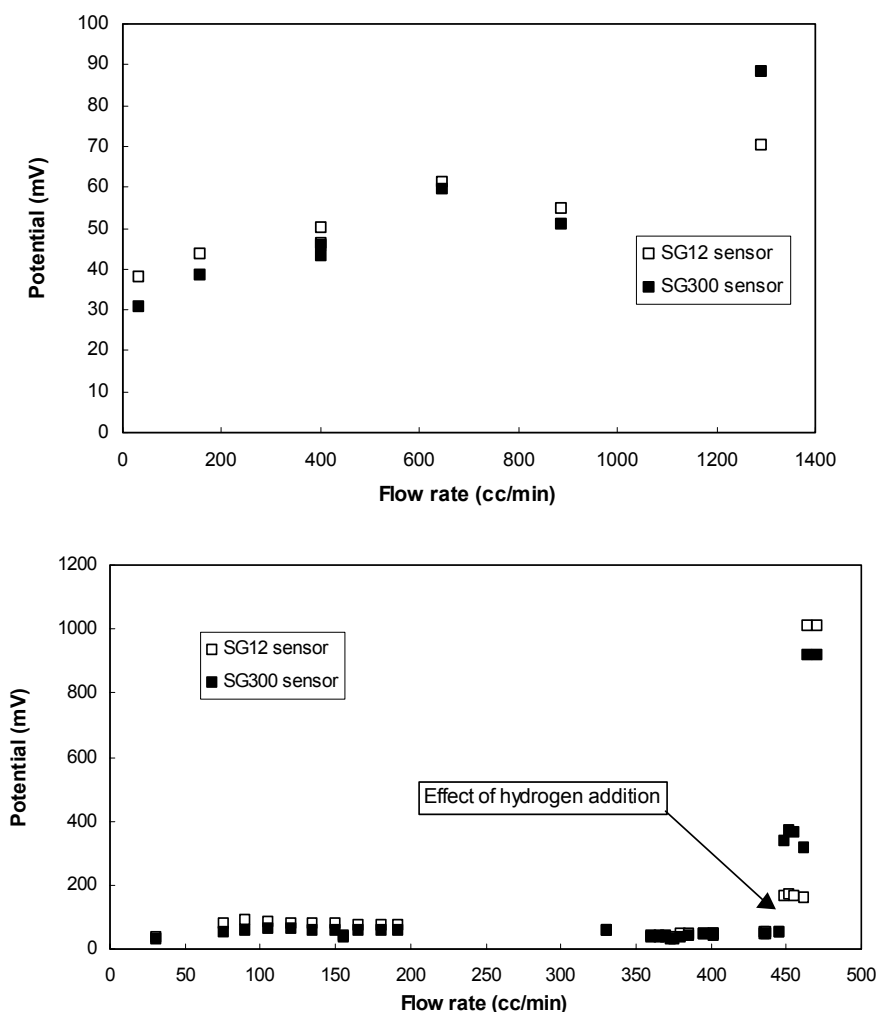 100
90
80
70
60
50
40
30
20
10
0
Potential (mV)
SG12 sensor
SG300 sensor
0 200 400 600 800 1000 1200 1400
Flow rate (cc/min)
1200
1000
800
600
400
200
0
Potential (mV)
SG12 sensor
SG300 sensor
Effect of hydrogen addition
0 50 100 150 200 250 300 350 400 450 500
Flow rate (cc/min)